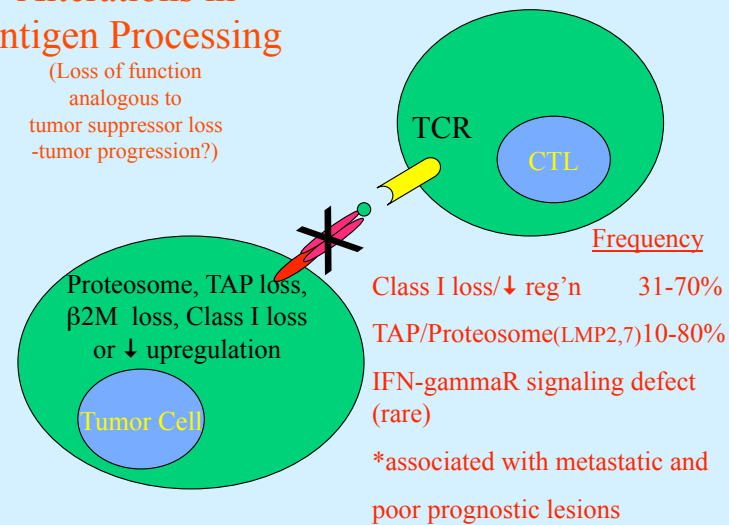 ntigen Processing
(Loss of function
analogous to
tumor suppressor loss
-tumor progression?)
TCR
CTL
Frequency
Proteosome, TAP loss,
β2M loss, Class I loss
or ↓ upregulation
Tumor Cell
Class I loss/↓ reg’n 31-70%
TAP/Proteosome(LMP2,7)10-80%
IFN-gammaR signaling defect
(rare)
*associated with metastatic and
poor prognostic lesions